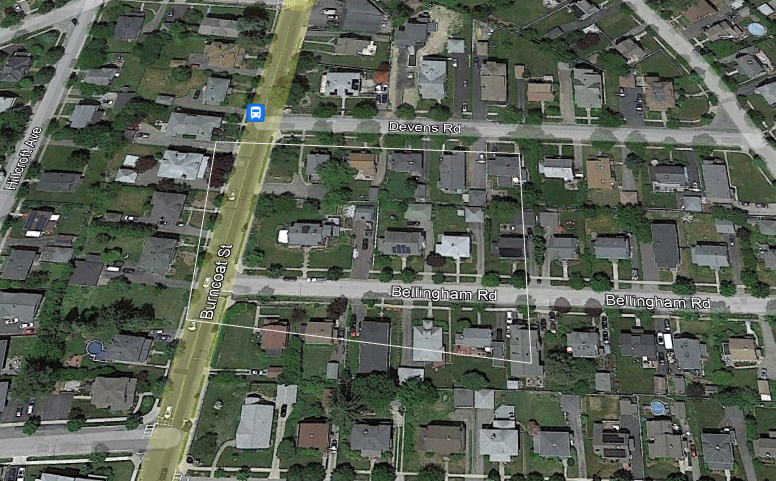 Devens Rd
Hillcroft Ave
Burncoat St
Bellingham Rd
Bellingham Rd